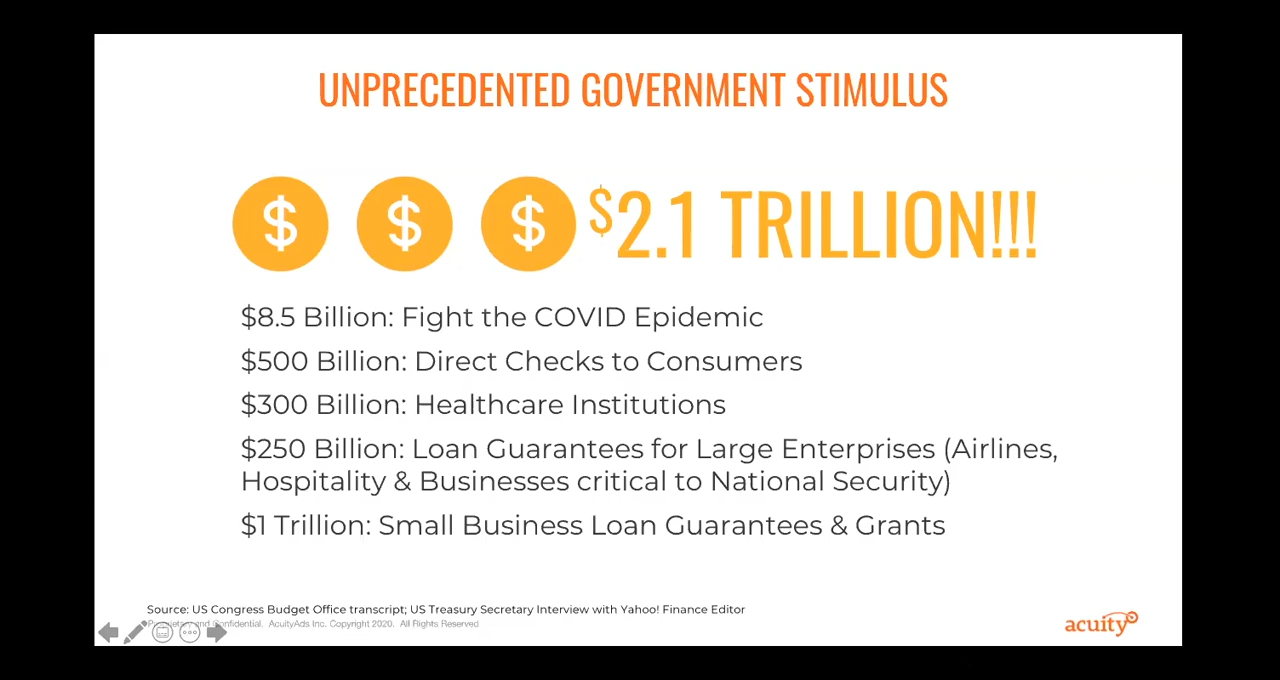 UNPRECEDENTED GOVERNMENT STIMULUS
$ $ $ $2.1 TRILLION!!!
$8.5 Billion: Fight the COVID Epidemic
$500 Billion: Direct Checks to Consumers
$300 Billion: Healthcare Institutions
$250 Billion: Loan Guarantees for Large Enterprises (Airlines,
Hospitality & Businesses critical to National Security)
$1 Trillion: Small Business Loan Guarantees & Grants
Source: US Congress Budget Office transcript; US Treasury Secretary Interview with Yahoo! Finance Editor
Proprietary and Confidential. AcuityAds Inc. Copyright 2020. All Rights Reserved
acuity